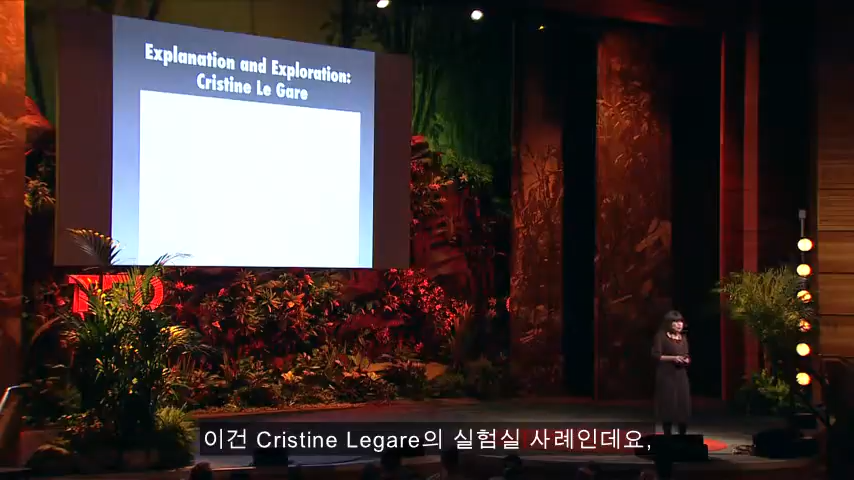 Explanation and Exploration:
Cristine Le Gare
TED
이건 Cristine Legare의 실험실 사례인데요,